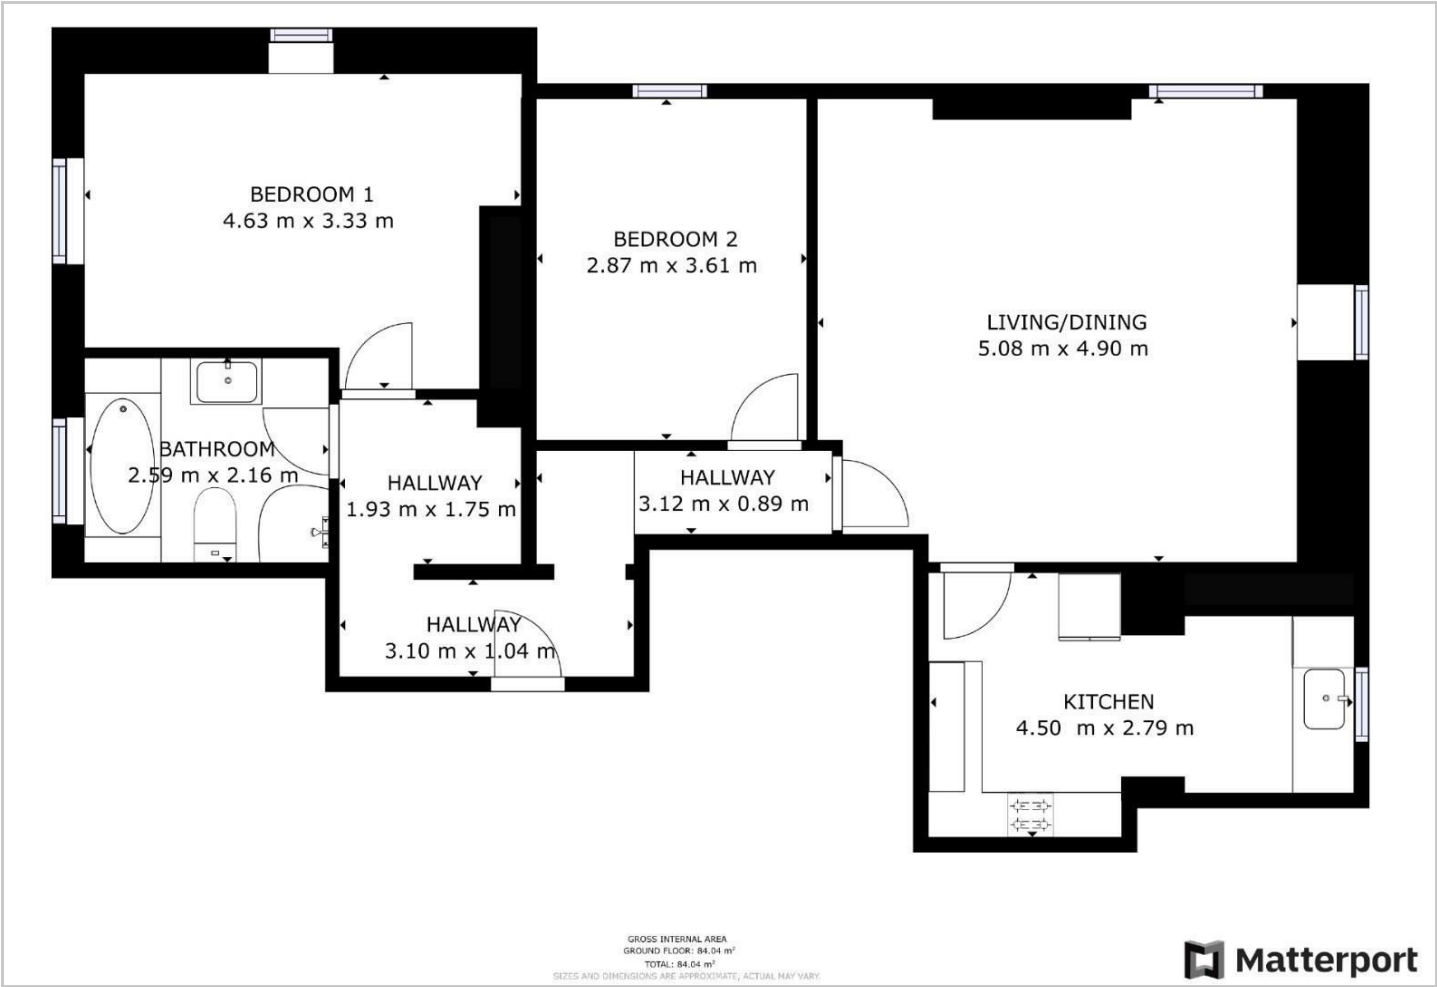 BEDROOM 1
4.63 m x 3.33 m
BEDROOM 2
2.87 m x 3.61 m
LIVING/DINING
5.08 m x 4.90 m
BATHROOM
2.59 m x 2.16 m
HALLWAY
1.93 m x 1.75 m
HALLWAY
3.12 m x 0.89 m
HALLWAY
3.10 m x 1.04 m
KITCHEN
4.50 m x 2.79 m
GROSS INTERNAL AREA
GROUND FLOOR: 84.04 m²
TOTAL: 84.04 m²
SIZES AND DIMENSIONS ARE APPROXIMATE, ACTUAL MAY VARY.
Matterport